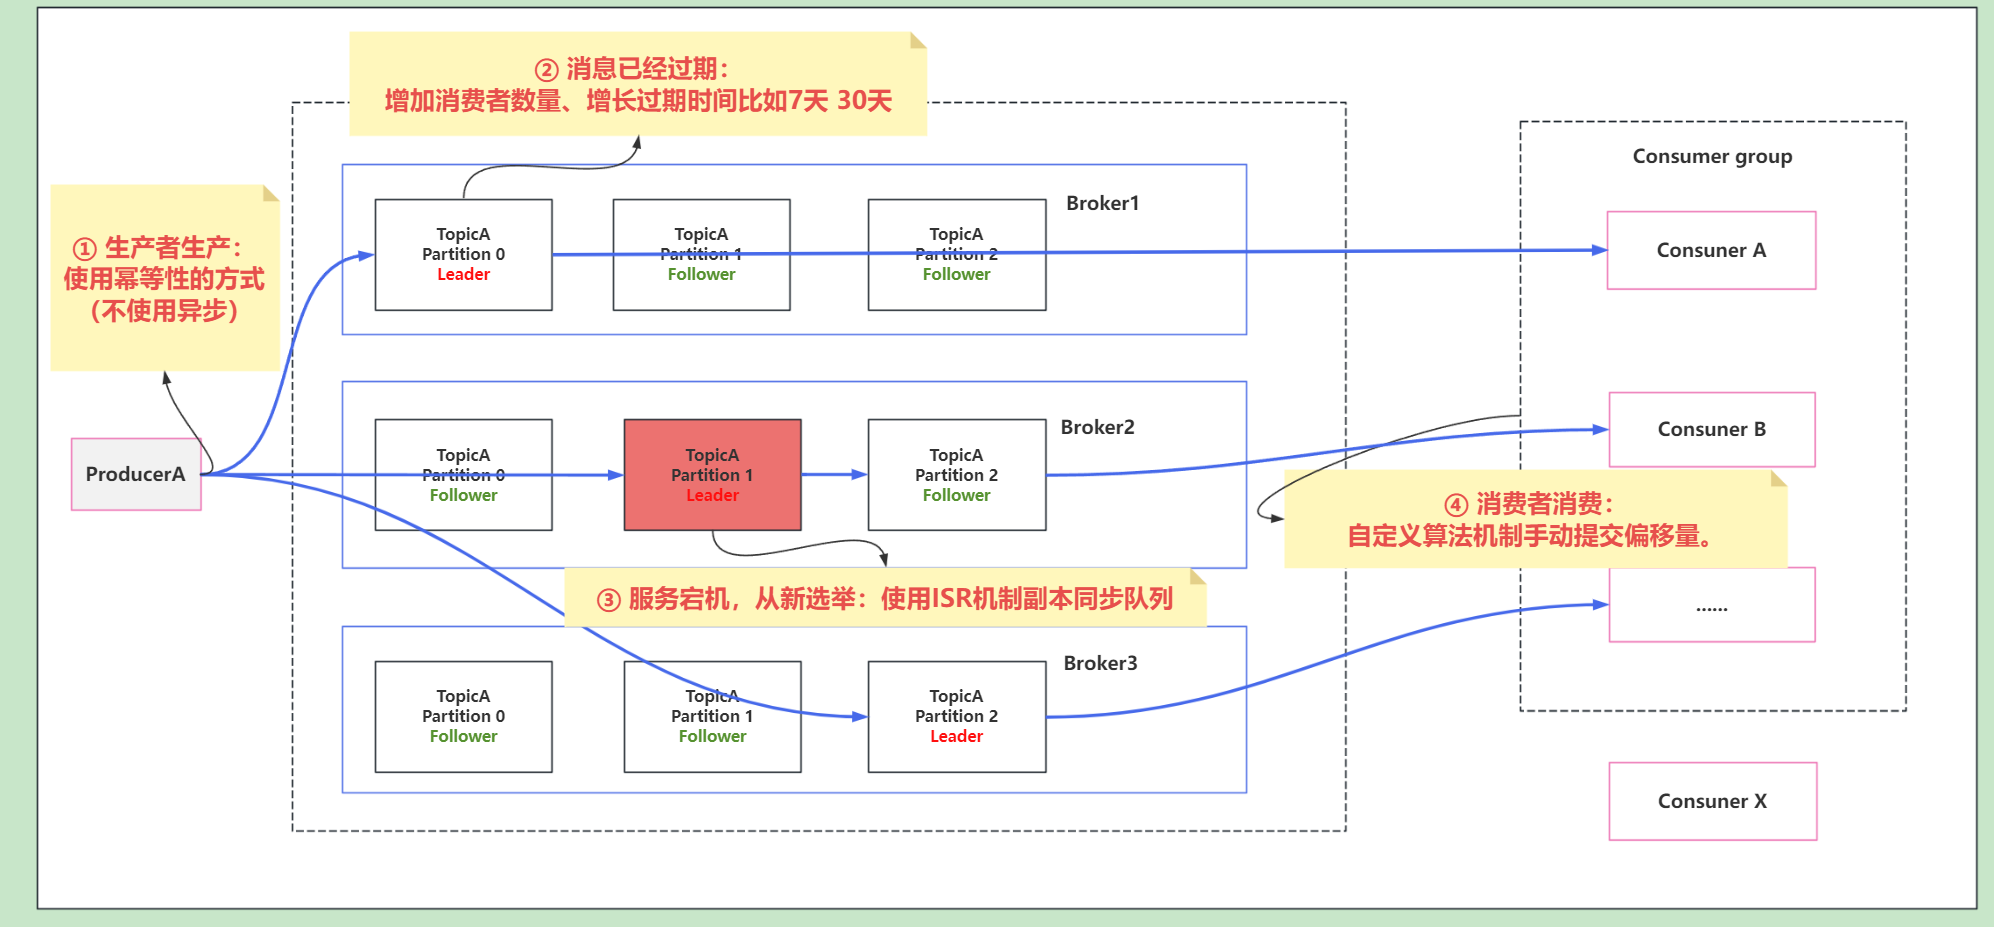 ② 消息已经过期：
增加消费者数量、增长过期时间比如7天 30天
① 生产者生产：
使用幂等性的方式
（不使用异步）
ProducerA
Broker1
TopicA
Partition 0
Leader
TopicA
Partition 1
Follower
TopicA
Partition 2
Follower
Broker2
TopicA
Partition 0
Follower
TopicA
Partition 1
Leader
TopicA
Partition 2
Follower
③ 服务宕机，从新选举：使用ISR机制副本同步队列
Broker3
TopicA
Partition 0
Follower
TopicA
Partition 1
Follower
TopicA
Partition 2
Leader
Consumer group
Consuner A
Consuner B
④ 消费者消费：
自定义算法机制手动提交偏移量。
......
Consuner X